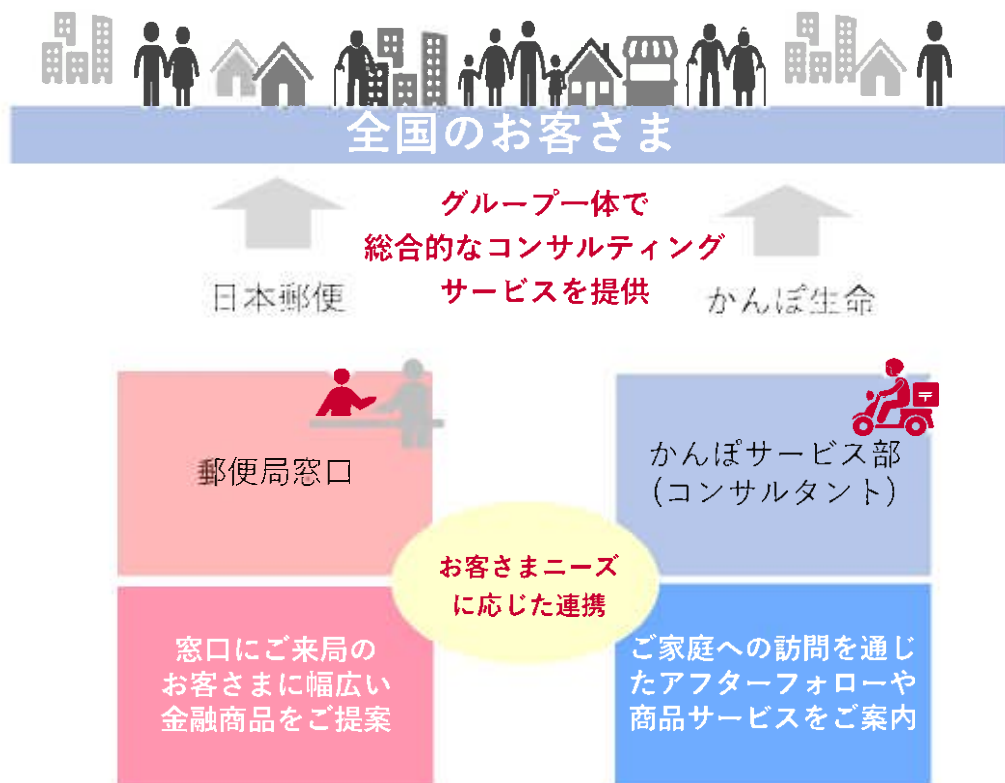 全国のお客さま
グループ一体で
総合的なコンサルティング
サービスを提供
日本郵便
かんぽ生命
郵便局窓口
〒
かんぽサービス部
(コンサルタント)
お客さまニーズ
に応じた連携
窓口にご来局の
お客さまに幅広い
金融商品をご提案
ご家庭への訪問を通じ
たアフターフォローや
商品サービスをご案内